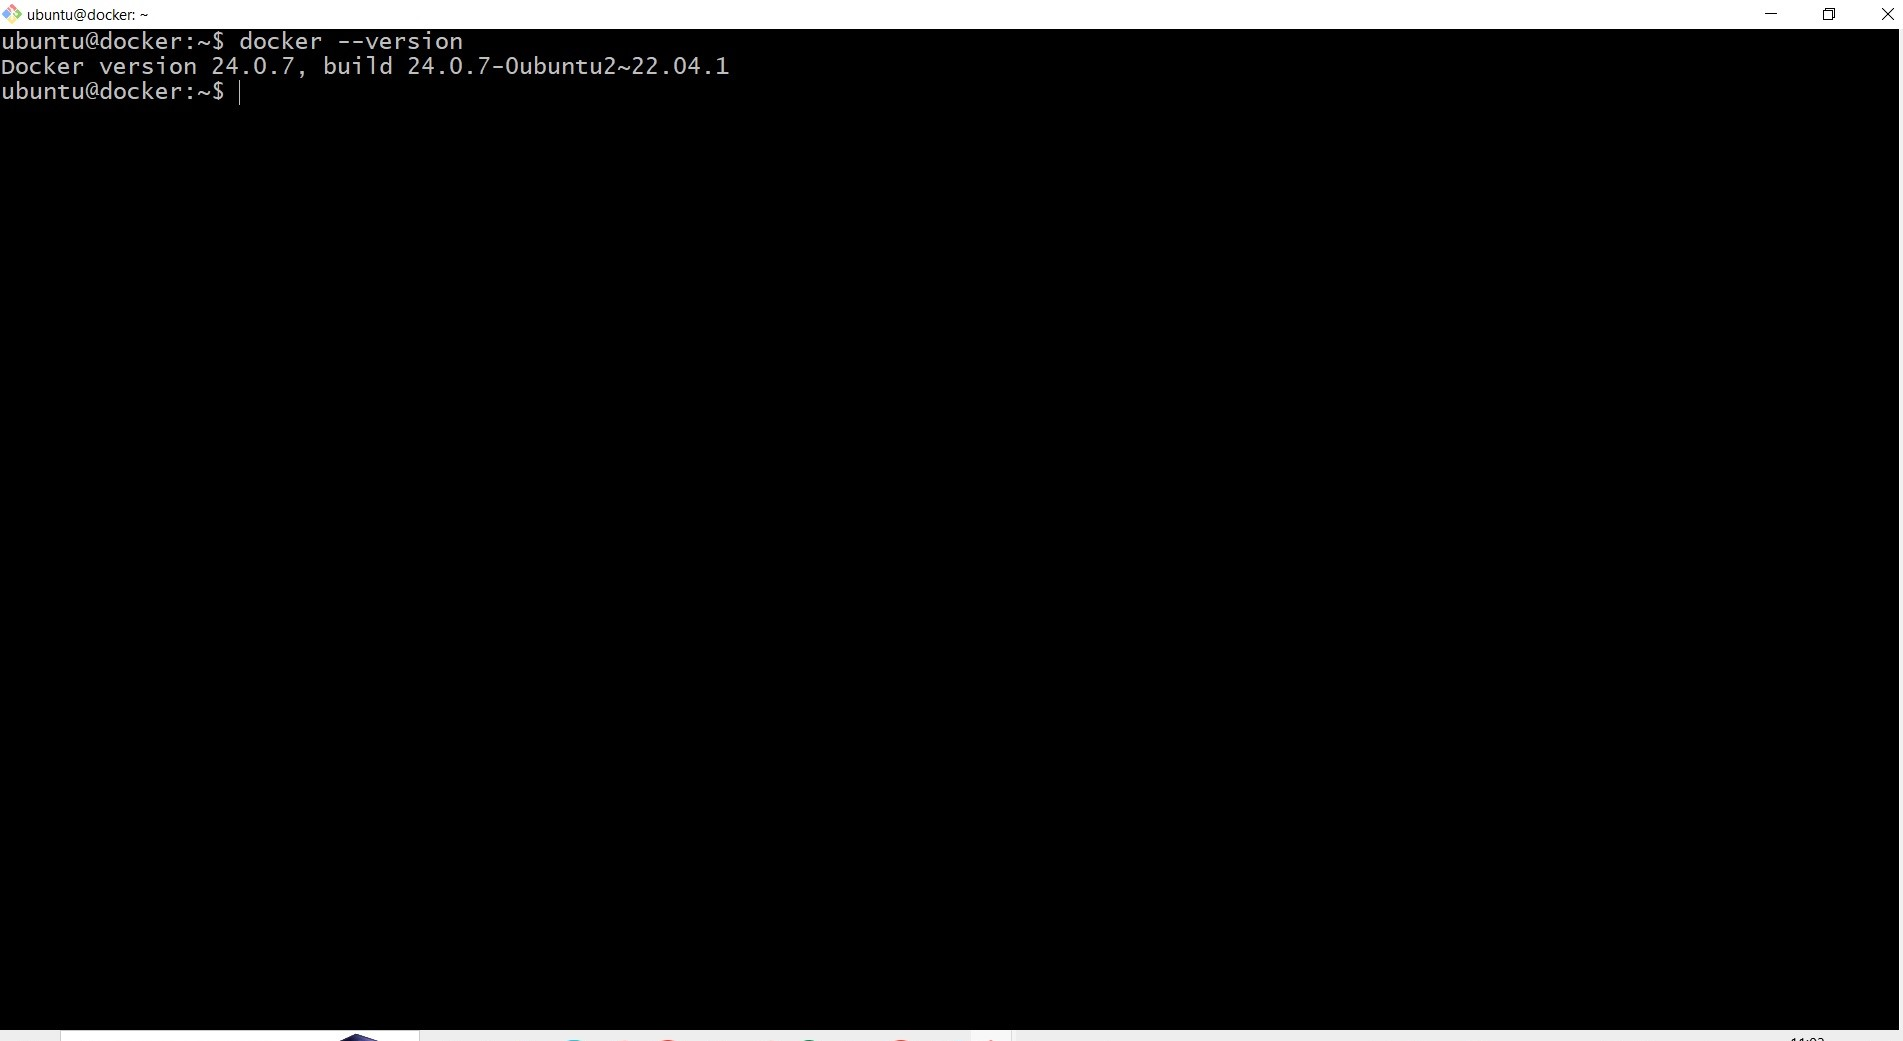 ubuntu@docker: ~
ubuntu@docker:~$ docker --version
Docker version 24.0.7, build 24.0.7-0ubuntu2~22.04.1
ubuntu@docker:~$